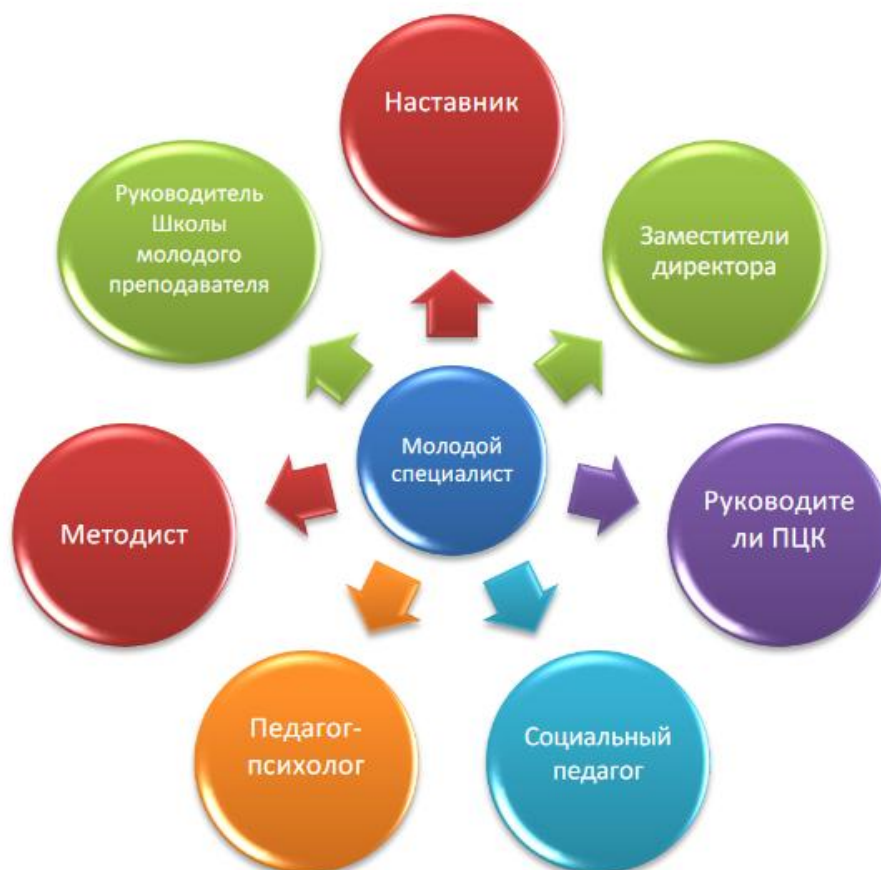 Наставник
Руководитель
Школы
молодого
преподавателя
Заместители
директора
Молодой
специалист
Методист
Руководите
ли ПЦК
Педагог-
психолог
Социальный
педагог